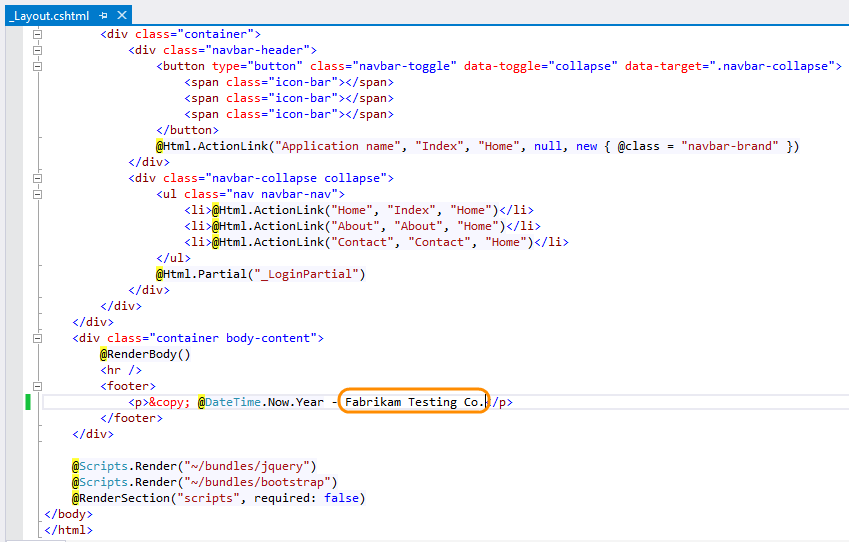 _Layout.cshtml
<div class="container">
<div class="navbar-header">
<button type="button" class="navbar-toggle" data-toggle="collapse" data-target=".navbar-collapse">
<span class="icon-bar"></span>
<span class="icon-bar"></span>
<span class="icon-bar"></span>
</button>
@Html.ActionLink("Application name", "Index", "Home", null, new { @class = "navbar-brand" })
</div>
<div class="navbar-collapse collapse">
<ul class="nav navbar-nav">
<li>@Html.ActionLink("Home", "Index", "Home")</li>
<li>@Html.ActionLink("About", "About", "Home")</li>
<li>@Html.ActionLink("Contact", "Contact", "Home")</li>
</ul>
@Html.Partial("_LoginPartial")
</div>
</div>
</div>
<div class="container body-content">
@RenderBody()
<hr />
<footer>
<p>&copy; @DateTime.Now.Year - Fabrikam Testing Co.</p>
</footer>
</div>
@Scripts.Render("~/bundles/jquery")
@Scripts.Render("~/bundles/bootstrap")
@RenderSection("scripts", required: false)
</body>
</html>